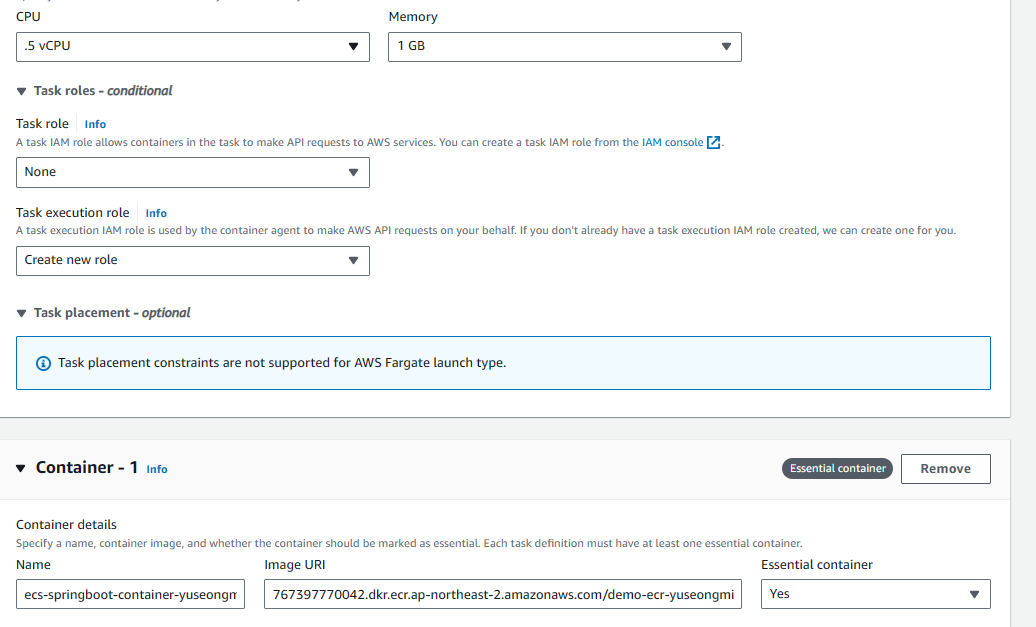 CPU Memory
.5 vCPU 1 GB
Task roles - conditional
Task role Info
A task IAM role allows containers in the task to make API requests to AWS services. You can create a task IAM role from the IAM console.
None
Task execution role Info
A task execution IAM role is used by the container agent to make AWS API requests on your behalf. If you don't already have a task execution IAM role created, we can create one for you.
Create new role
Task placement - optional
Task placement constraints are not supported for AWS Fargate launch type.
Container - 1 Info Essential container Remove
Container details
Specify a name, container image, and whether the container should be marked as essential. Each task definition must have at least one essential container.
Name Image URI Essential container
ecs-springboot-container-yuseongm 767397770042.dkr.ecr.ap-northeast-2.amazonaws.com/demo-ecr-yuseongmi Yes